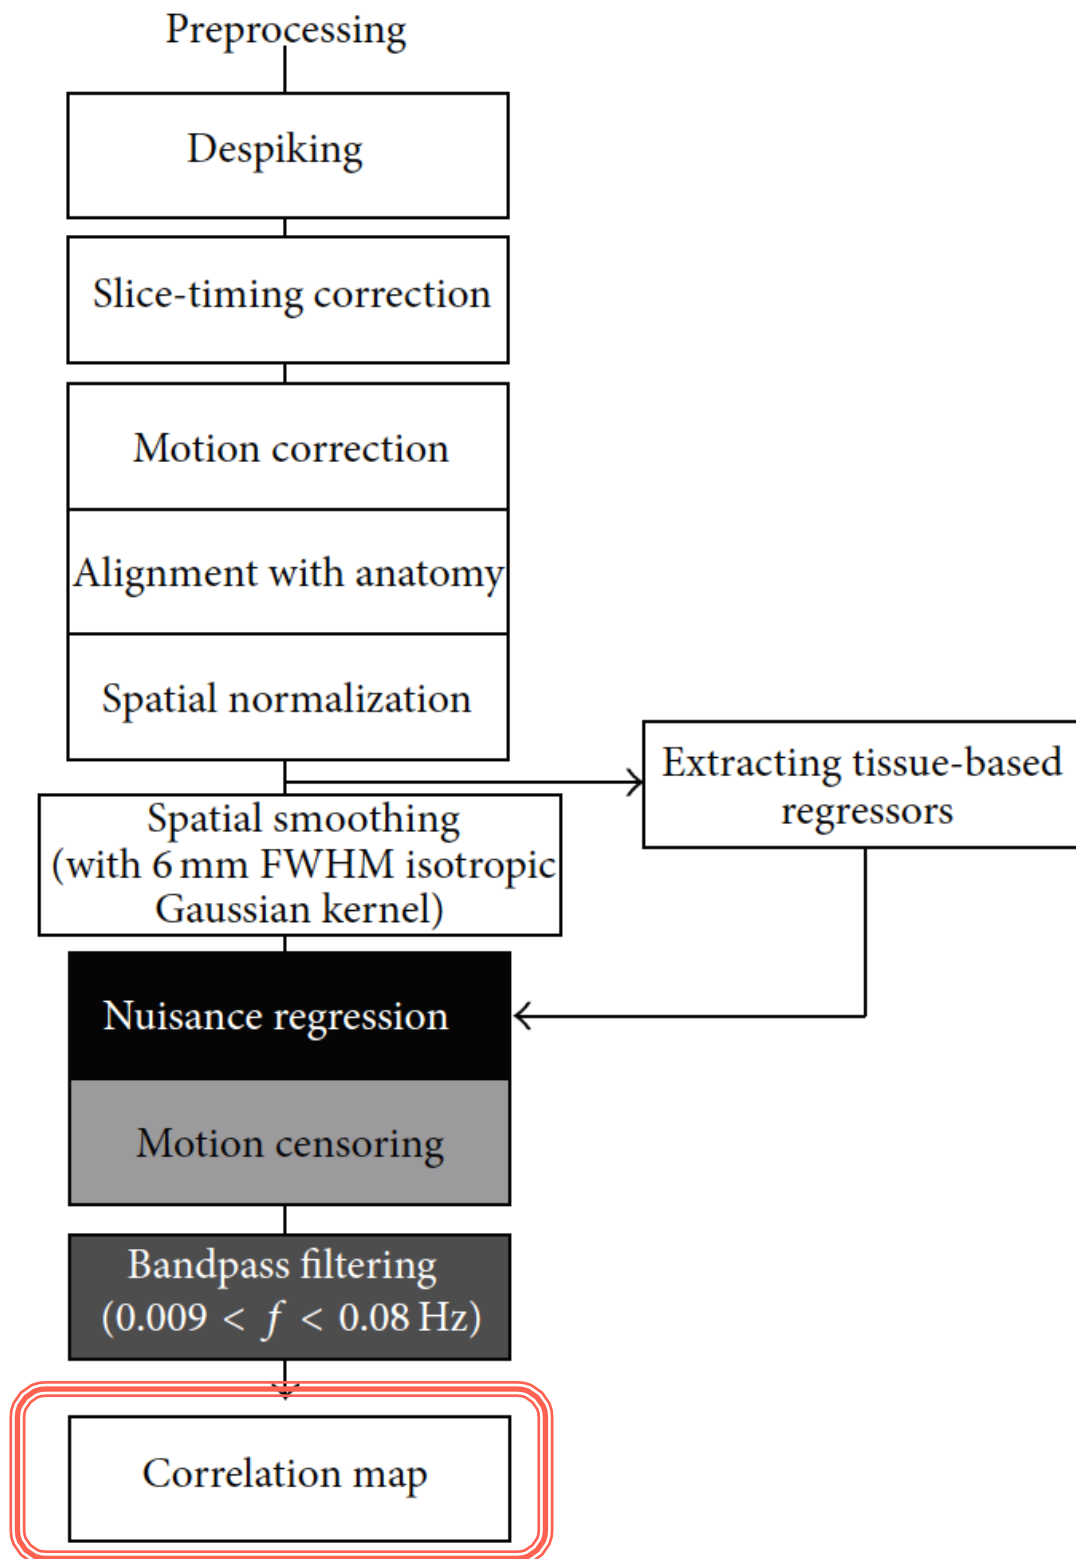 Preprocessing
Despiking
Slice-timing correction
Motion correction
Alignment with anatomy
Spatial normalization
Extracting tissue-based
regressors
Spatial smoothing
(with 6 mm FWHM isotropic
Gaussian kernel)
Nuisance regression
Motion censoring
Bandpass filtering
(0.009 < f < 0.08 Hz)
Correlation map